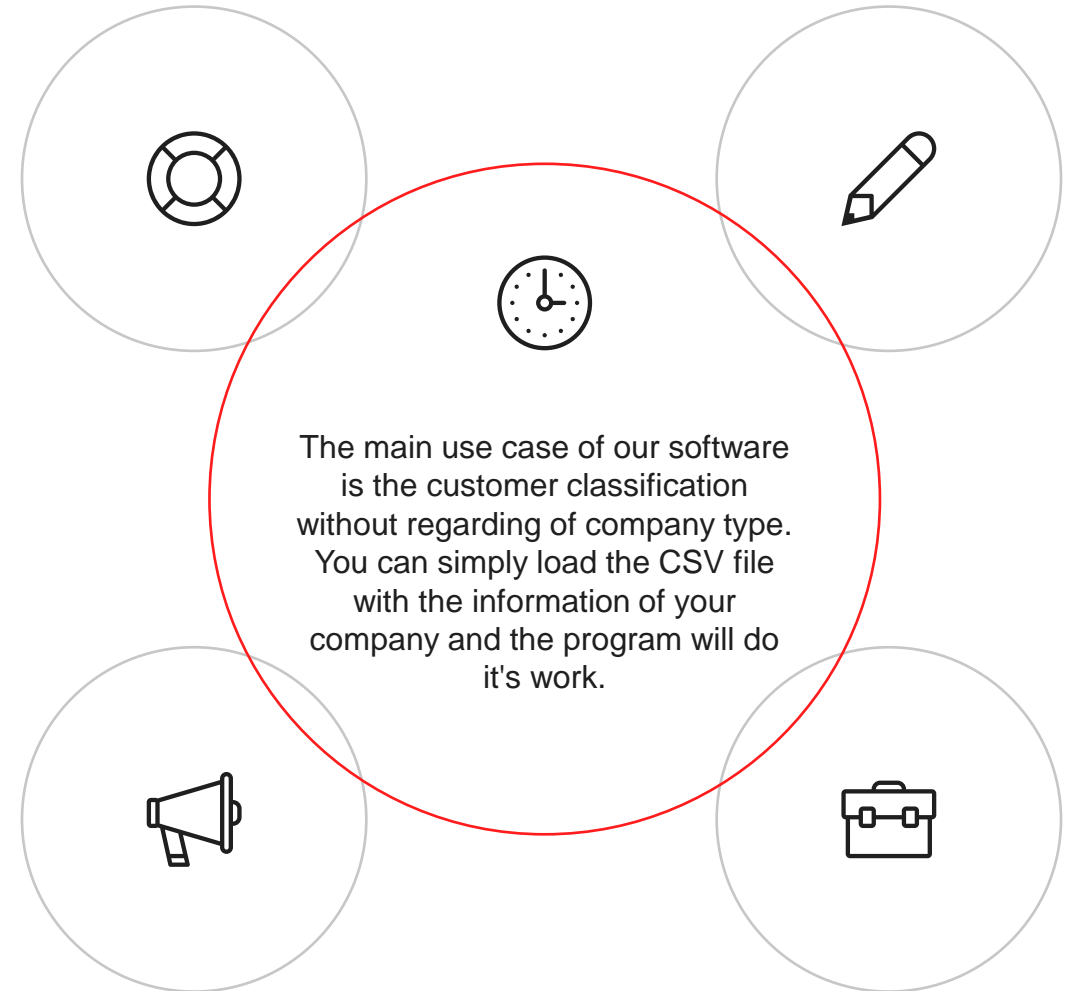 The main use case of our software
is the customer classification
without regarding of company type.
You can simply load the CSV file
with the information of your
company and the program will do
it's work.